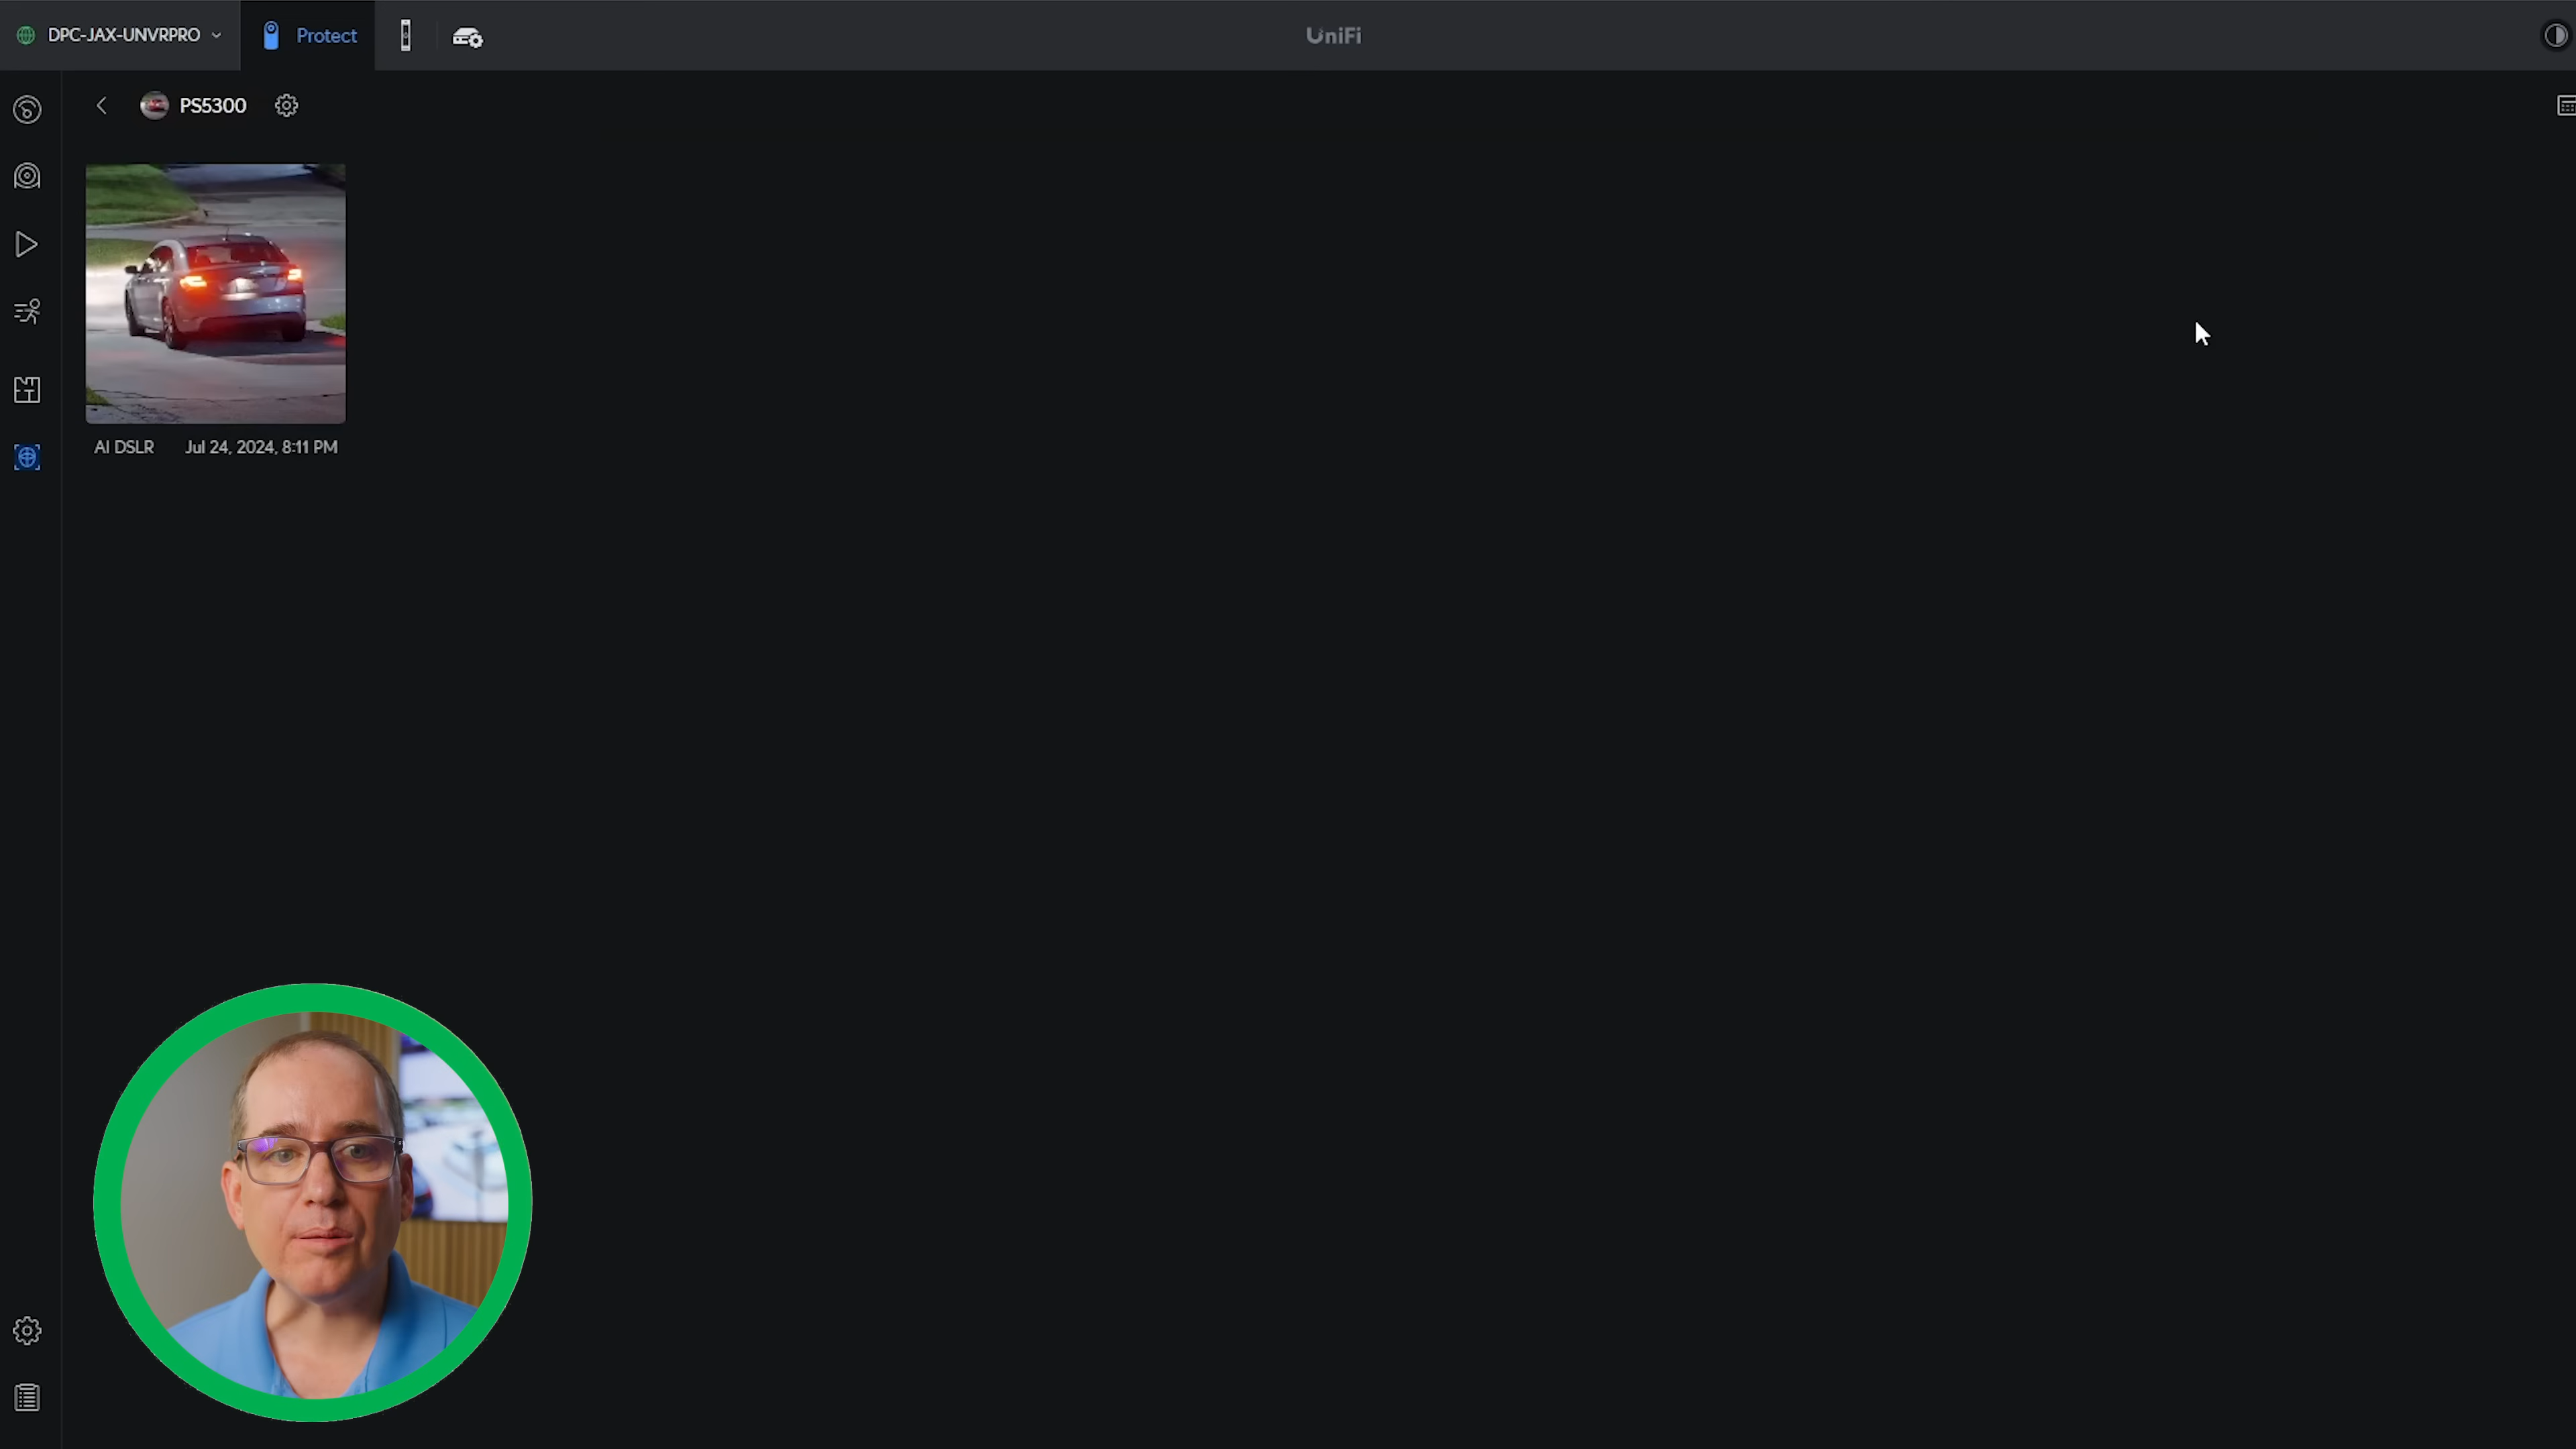 DPC-JAX-UNVRPRO
Protect
UniFi
PS5300
AI DSLR Jul 24, 2024, 8:11 PM